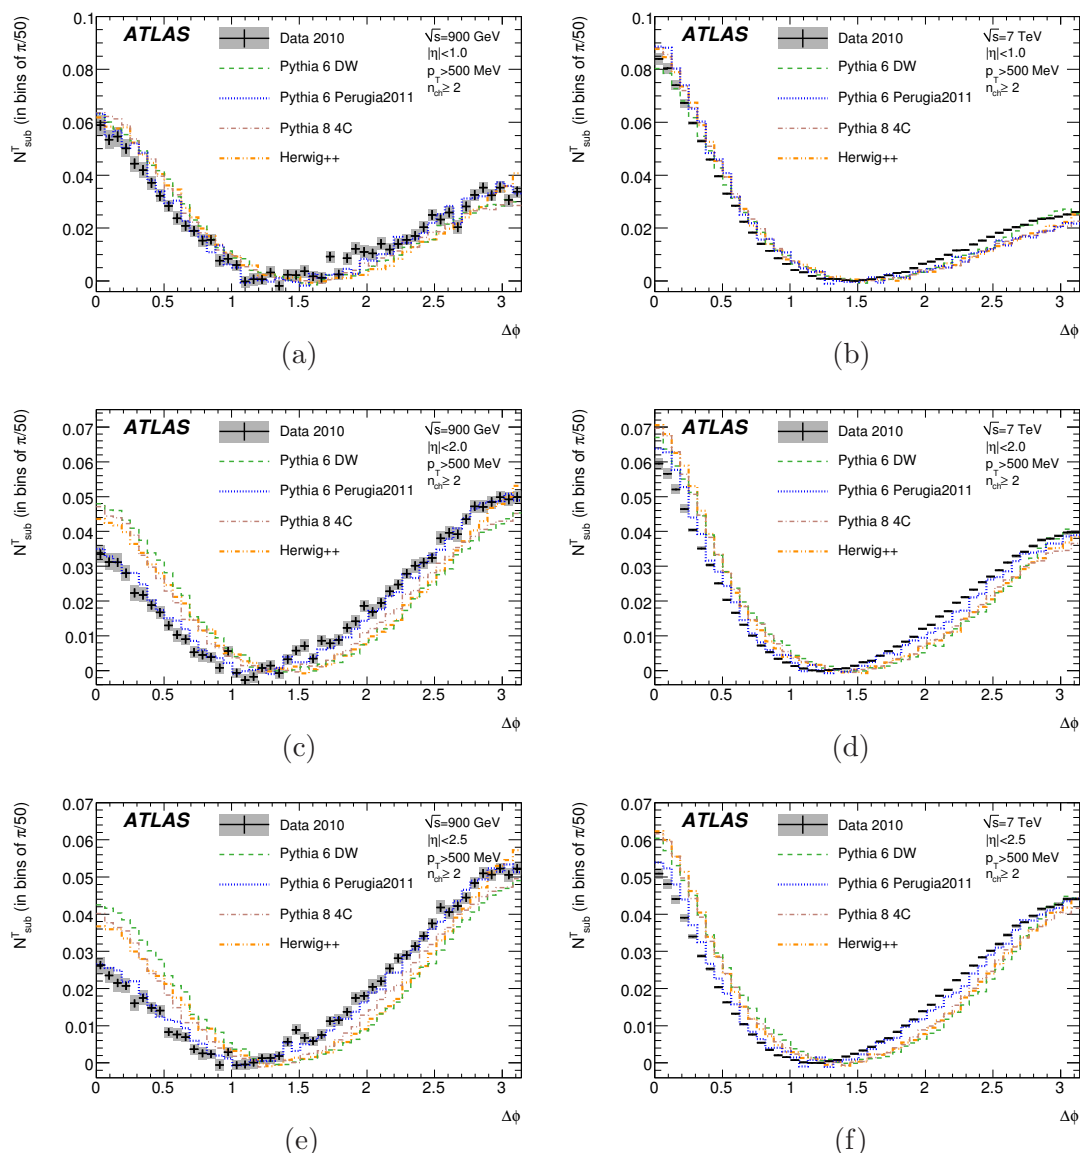 ATLAS
Data 2010
Pythia 6 DW
Pythia 6 Perugia2011
Pythia 8 4C
Herwig++
√s=900 GeV
|η|<1.0
p_T>500 MeV
n_ch≥ 2
N^T_sub (in bins of π/50)
0.1
0.08
0.06
0.04
0.02
0
0 0.5 1 1.5 2 2.5 3
Δϕ
(a)
ATLAS
Data 2010
Pythia 6 DW
Pythia 6 Perugia2011
Pythia 8 4C
Herwig++
√s=7 TeV
|η|<1.0
p_T>500 MeV
n_ch≥ 2
N^T_sub (in bins of π/50)
0.1
0.08
0.06
0.04
0.02
0
0 0.5 1 1.5 2 2.5 3
Δϕ
(b)
ATLAS
Data 2010
Pythia 6 DW
Pythia 6 Perugia2011
Pythia 8 4C
Herwig++
√s=900 GeV
|η|<2.0
p_T>500 MeV
n_ch≥ 2
N^T_sub (in bins of π/50)
0.07
0.06
0.05
0.04
0.03
0.02
0.01
0
0 0.5 1 1.5 2 2.5 3
Δϕ
(c)
ATLAS
Data 2010
Pythia 6 DW
Pythia 6 Perugia2011
Pythia 8 4C
Herwig++
√s=7 TeV
|η|<2.0
p_T>500 MeV
n_ch≥ 2
N^T_sub (in bins of π/50)
0.07
0.06
0.05
0.04
0.03
0.02
0.01
0
0 0.5 1 1.5 2 2.5 3
Δϕ
(d)
ATLAS
Data 2010
Pythia 6 DW
Pythia 6 Perugia2011
Pythia 8 4C
Herwig++
√s=900 GeV
|η|<2.5
p_T>500 MeV
n_ch≥ 2
N^T_sub (in bins of π/50)
0.07
0.06
0.05
0.04
0.03
0.02
0.01
0
0 0.5 1 1.5 2 2.5 3
Δϕ
(e)
ATLAS
Data 2010
Pythia 6 DW
Pythia 6 Perugia2011
Pythia 8 4C
Herwig++
√s=7 TeV
|η|<2.5
p_T>500 MeV
n_ch≥ 2
N^T_sub (in bins of π/50)
0.07
0.06
0.05
0.04
0.03
0.02
0.01
0
0 0.5 1 1.5 2 2.5 3
Δϕ
(f)